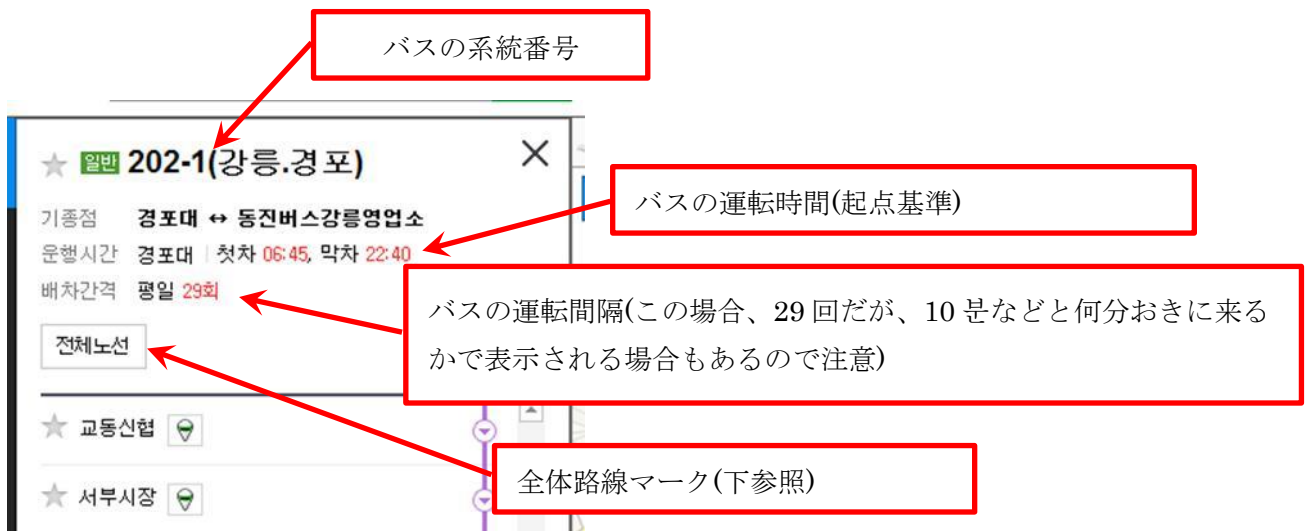 バスの系統番号
일반 202-1(강릉.경포)
기종점 경포대 ↔ 동진버스강릉영업소
운행시간 경포대 | 첫차 06:45, 막차 22:40
배차간격 평일 29회
전체노선
バスの運転時間(起点基準)
バスの運転間隔(この場合、29 回だが、10 분などと何分おきに来る
かで表示される場合もあるので注意)
교동신협
全体路線マーク(下参照)
서부시장